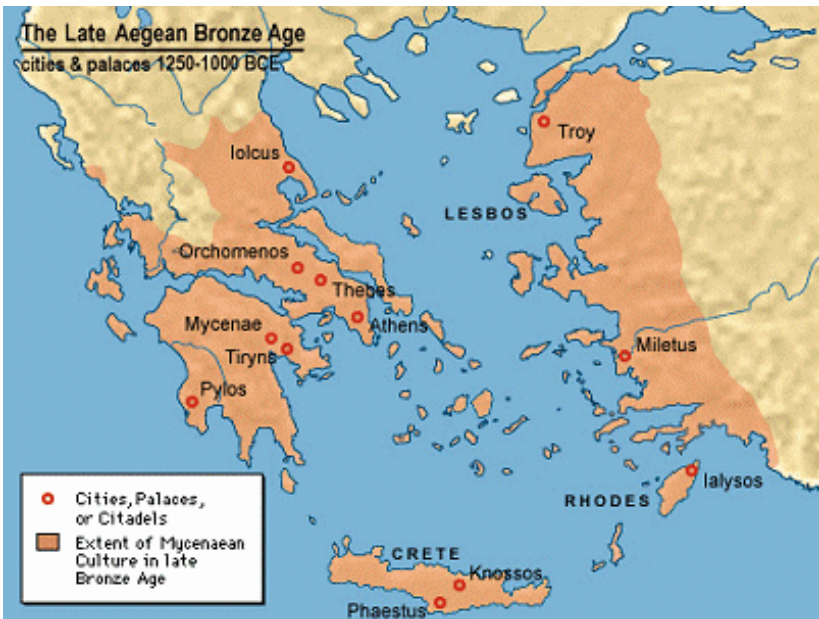 The Late Aegean Bronze Age
cities & palaces 1250-1000 BCE
Troy
Iolcus
LESBOS
Orchomenos
Thebes
Mycenae
Athens
Tiryns
Miletus
Pylos
Ialysos
RHODES
Cities, Palaces,
or Citadels
Extent of Mycenaean
Culture in late
Bronze Age
CRETE
Knossos
Phaestus